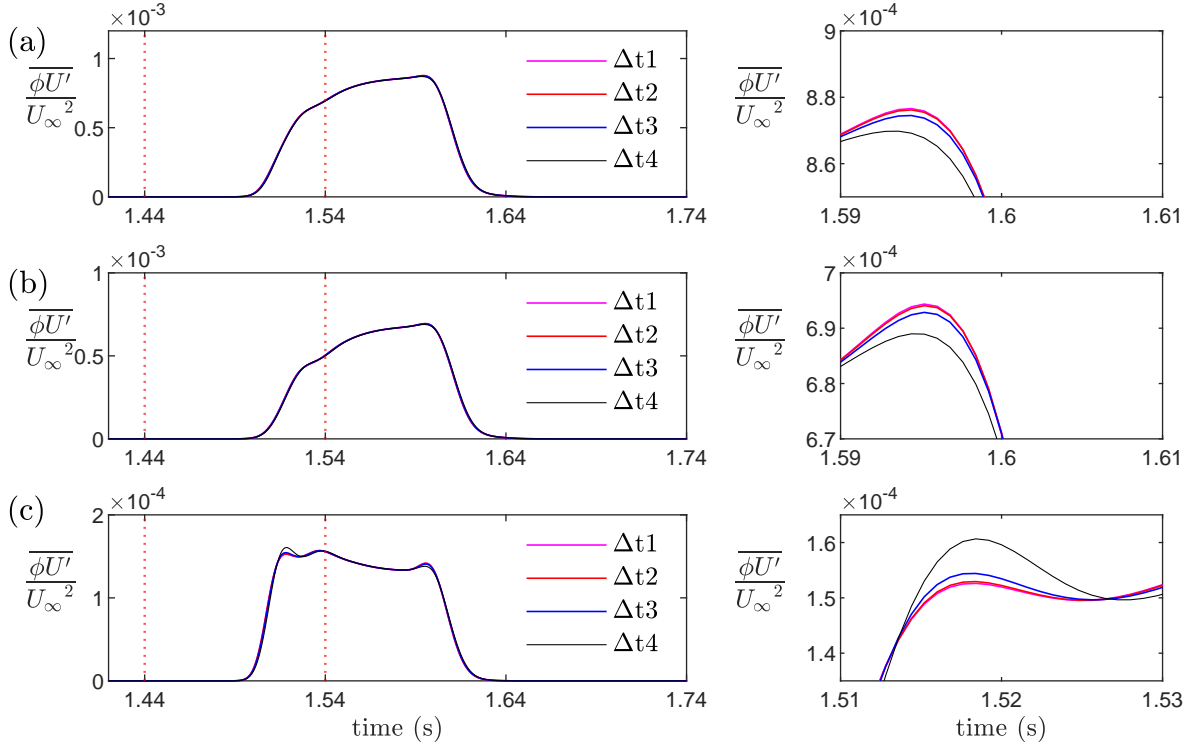 (a)
×10⁻³
ϕU′
U∞²
1
0.5
0
1.44 1.54 1.64 1.74
Δt1
Δt2
Δt3
Δt4
×10⁻⁴
ϕU′
U∞²
9
8.8
8.6
1.59 1.6 1.61
(b)
×10⁻³
ϕU′
U∞²
1
0.5
0
1.44 1.54 1.64 1.74
Δt1
Δt2
Δt3
Δt4
×10⁻⁴
ϕU′
U∞²
7
6.9
6.8
6.7
1.59 1.6 1.61
(c)
×10⁻⁴
ϕU′
U∞²
2
1
0
1.44 1.54 1.64 1.74
time (s)
Δt1
Δt2
Δt3
Δt4
×10⁻⁴
ϕU′
U∞²
1.6
1.5
1.4
1.51 1.52 1.53
time (s)